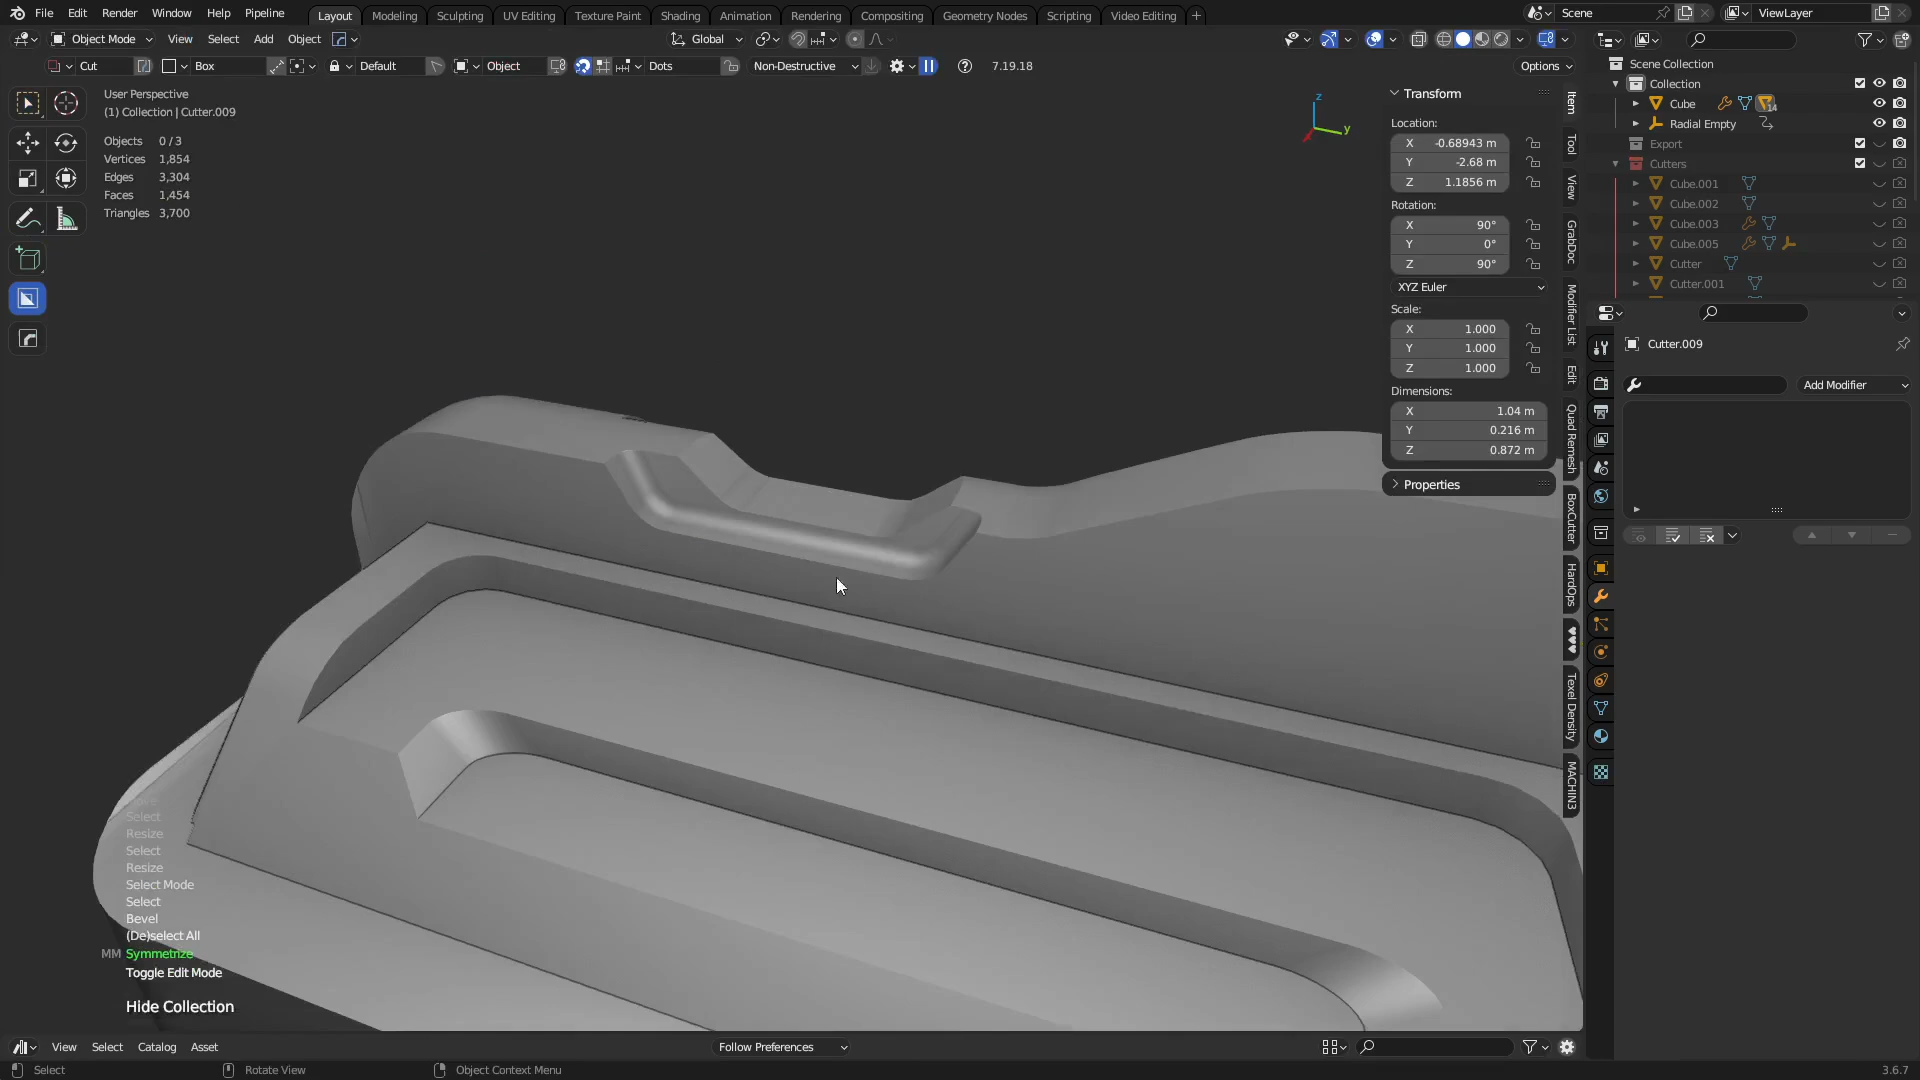 File Edit Render Window Help Pipeline Layout Modeling Sculpting UV Editing Texture Paint Shading Animation Rendering Compositing Geometry Nodes Scripting Video Editing + Scene ViewLayer
Object Mode View Select Add Object Global
Cut Box Default Object Dots Non-Destructive 7.19.18 Options
User Perspective
(1) Collection | Cutter.009
Objects 0 / 3
Vertices 1,854
Edges 3,304
Faces 1,454
Triangles 3,700
z
y
Transform
Location:
X -0.68943 m
Y -2.68 m
Z 1.1856 m
Rotation:
X 90°
Y 0°
Z 90°
XYZ Euler
Scale:
X 1.000
Y 1.000
Z 1.000
Dimensions:
X 1.04 m
Y 0.216 m
Z 0.872 m
Properties
Item
Tool
View
GrabDoc
Modifier List
Edit
Quad Remesh
BoxCutter
HardOps
♥♥♥
Texel Density
MACHIN3
Scene Collection
Collection
Cube 14
Radial Empty
Export
Cutters
Cube.001
Cube.002
Cube.003
Cube.005
Cutter
Cutter.001
Cutter.009
Add Modifier
Select
Resize
Select
Resize
Select Mode
Select
Bevel
(De)select All
MM Symmetrize
Toggle Edit Mode
Hide Collection
View Select Catalog Asset Follow Preferences
Select Rotate View Object Context Menu 3.6.7